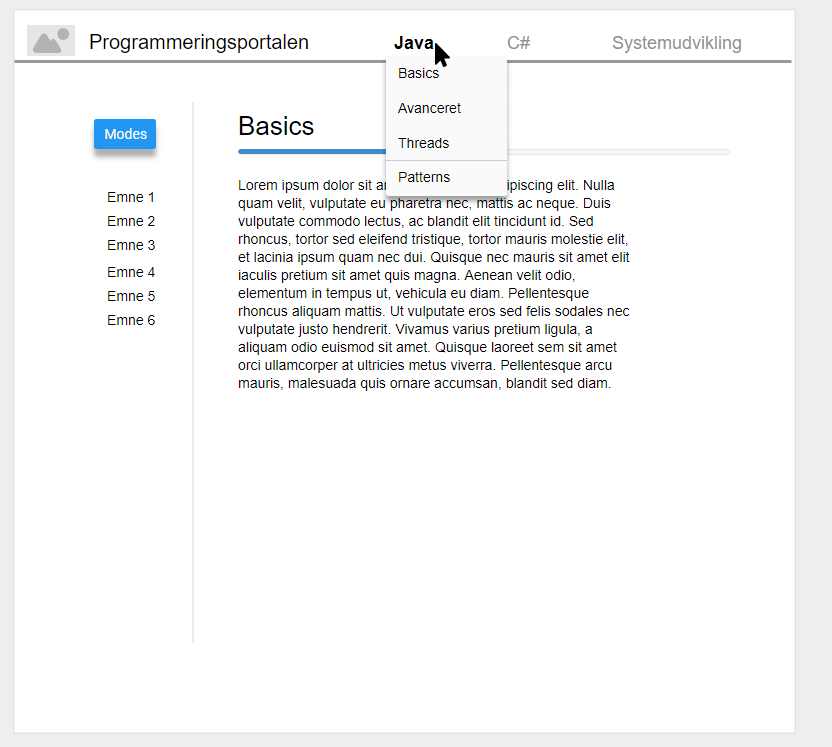 Programmeringsportalen
Java
C#
Systemudvikling
Basics
Avanceret
Threads
Patterns
Modes
Emne 1
Emne 2
Emne 3
Emne 4
Emne 5
Emne 6
Basics
Lorem ipsum dolor sit ipiscing elit. Nulla
quam velit, vulputate eu pharetra nec, mattis ac neque. Duis
vulputate commodo lectus, ac blandit elit tincidunt id. Sed
rhoncus, tortor sed eleifend tristique, tortor mauris molestie elit,
et lacinia ipsum quam nec dui. Quisque nec mauris sit amet elit
iaculis pretium sit amet quis magna. Aenean velit odio,
elementum in tempus ut, vehicula eu diam. Pellentesque
rhoncus aliquam mattis. Ut vulputate eros sed felis sodales nec
vulputate justo hendrerit. Vivamus varius pretium ligula, a
aliquam odio euismod sit amet. Quisque laoreet sem sit amet
orci ullamcorper at ultricies metus viverra. Pellentesque arcu
mauris, malesuada quis ornare accumsan, blandit sed diam.